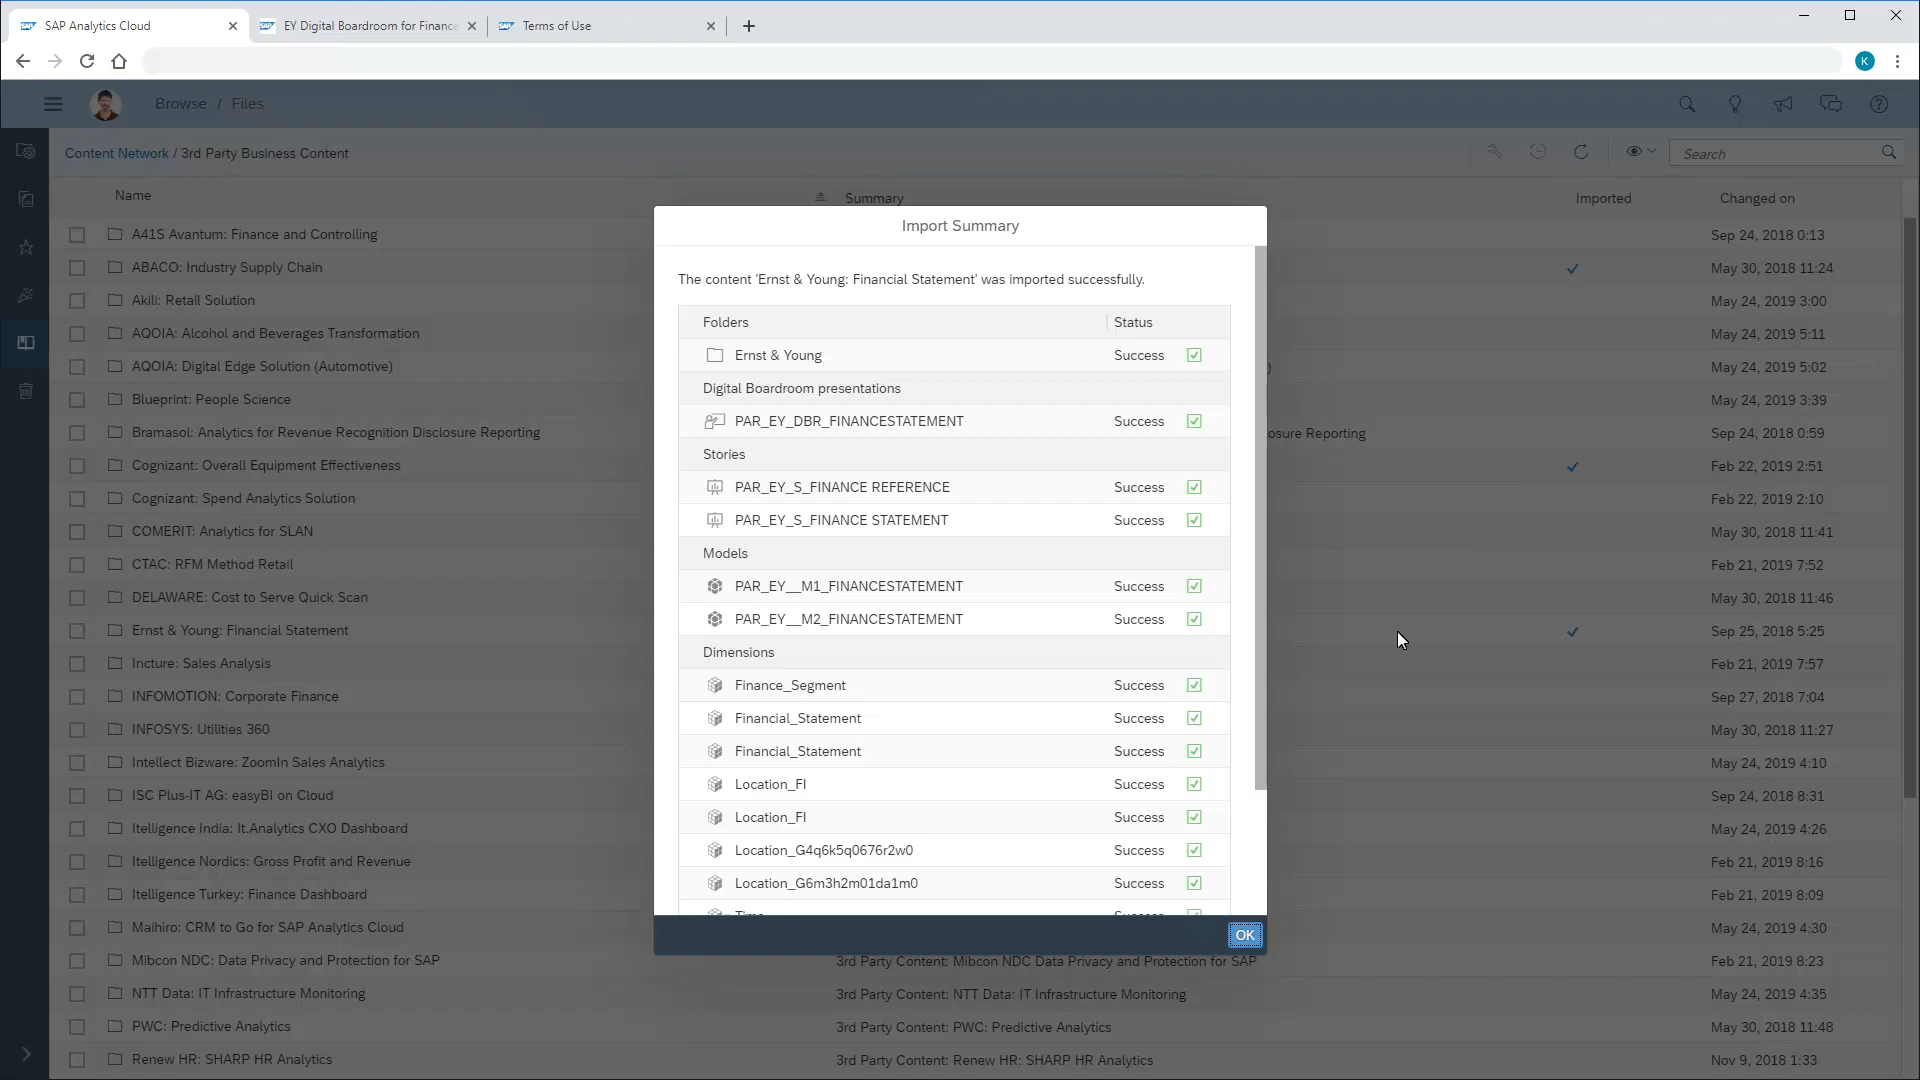 SAP Analytics Cloud
EY Digital Boardroom for Finance
Terms of Use
K
Browse / Files
Content Network / 3rd Party Business Content
Search
Name
Summary
Imported
Changed on
A41S Avantum: Finance and Controlling
Sep 24, 2018 0:13
ABACO: Industry Supply Chain
May 30, 2018 11:24
Akili: Retail Solution
May 24, 2019 3:00
AQOIA: Alcohol and Beverages Transformation
May 24, 2019 5:11
AQOIA: Digital Edge Solution (Automotive)
)
May 24, 2019 5:02
Blueprint: People Science
May 24, 2019 3:39
Bramasol: Analytics for Revenue Recognition Disclosure Reporting
osure Reporting
Sep 24, 2018 0:59
Cognizant: Overall Equipment Effectiveness
Feb 22, 2019 2:51
Cognizant: Spend Analytics Solution
Feb 22, 2019 2:10
COMERIT: Analytics for SLAN
May 30, 2018 11:41
CTAC: RFM Method Retail
Feb 21, 2019 7:52
DELAWARE: Cost to Serve Quick Scan
May 30, 2018 11:46
Ernst & Young: Financial Statement
Sep 25, 2018 5:25
Incture: Sales Analysis
Feb 21, 2019 7:57
INFOMOTION: Corporate Finance
Sep 27, 2018 7:04
INFOSYS: Utilities 360
May 30, 2018 11:27
Intellect Bizware: ZoomIn Sales Analytics
May 24, 2019 4:10
ISC Plus-IT AG: easyBI on Cloud
Sep 24, 2018 8:31
Itelligence India: It.Analytics CXO Dashboard
May 24, 2019 4:26
Itelligence Nordics: Gross Profit and Revenue
Feb 21, 2019 8:16
Itelligence Turkey: Finance Dashboard
Feb 21, 2019 8:09
Maihiro: CRM to Go for SAP Analytics Cloud
May 24, 2019 4:30
Mibcon NDC: Data Privacy and Protection for SAP
3rd Party Content: Mibcon NDC Data Privacy and Protection for SAP
Feb 21, 2019 8:23
NTT Data: IT Infrastructure Monitoring
3rd Party Content: NTT Data: IT Infrastructure Monitoring
May 24, 2019 4:35
PWC: Predictive Analytics
3rd Party Content: PWC: Predictive Analytics
May 30, 2018 11:48
Renew HR: SHARP HR Analytics
3rd Party Content: Renew HR: SHARP HR Analytics
Nov 9, 2018 1:33
Import Summary
The content 'Ernst & Young: Financial Statement' was imported successfully.
Folders
Status
Ernst & Young
Success
Digital Boardroom presentations
PAR_EY_DBR_FINANCESTATEMENT
Success
Stories
PAR_EY_S_FINANCE REFERENCE
Success
PAR_EY_S_FINANCE STATEMENT
Success
Models
PAR_EY__M1_FINANCESTATEMENT
Success
PAR_EY__M2_FINANCESTATEMENT
Success
Dimensions
Finance_Segment
Success
Financial_Statement
Success
Financial_Statement
Success
Location_FI
Success
Location_FI
Success
Location_G4q6k5q0676r2w0
Success
Location_G6m3h2m01da1m0
Success
Time
Success
OK